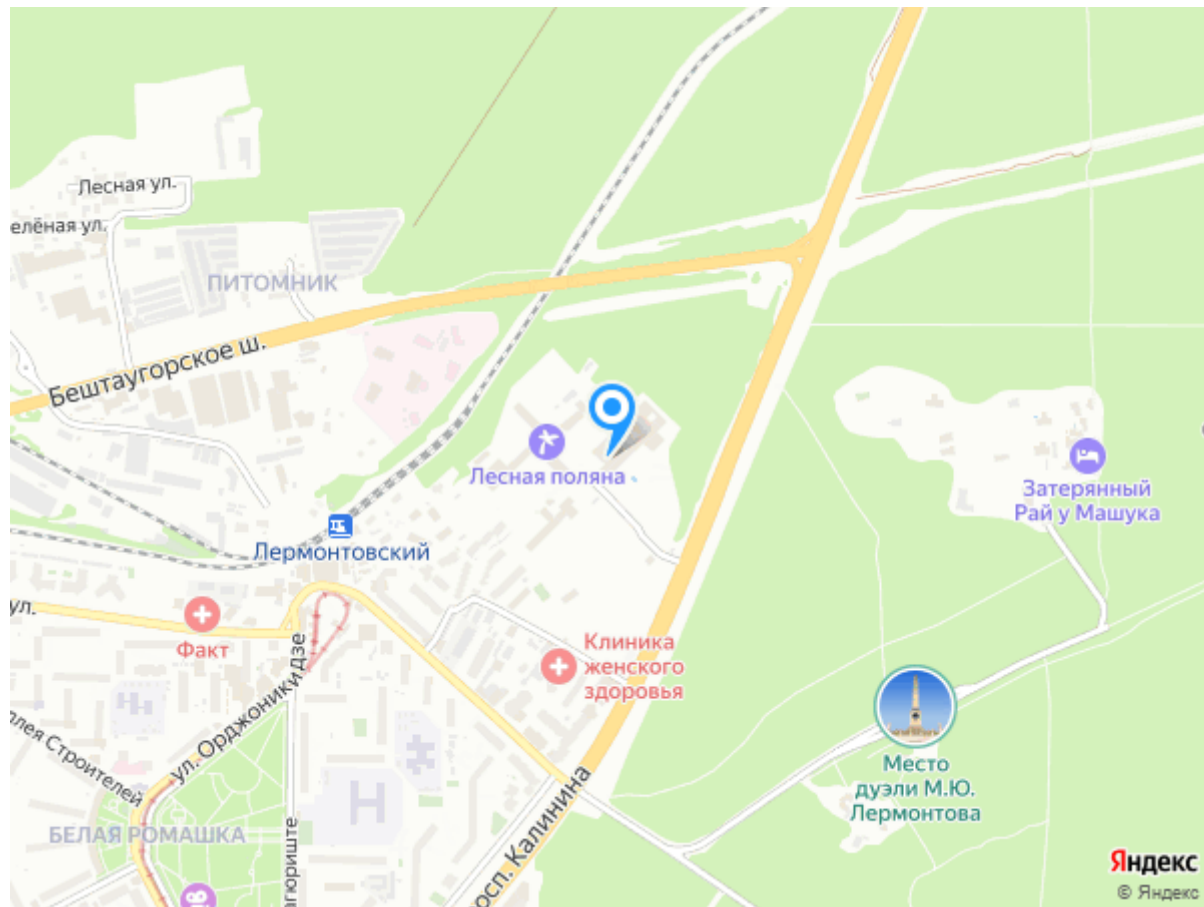 Лесная ул.
елёная ул.
ПИТОМНИК
Бештаугорское ш.
Лесная поляна
Затерянный
Рай у Машука
Лермонтовский
ул.
Факт
Клиника
женского
здоровья
ул. Орджоникидзе
ллея Строителей
Место
дуэли М.Ю.
Лермонтова
БЕЛАЯ РОМАШКА
агюриште
осп. Калинина
Яндекс
© Яндекс